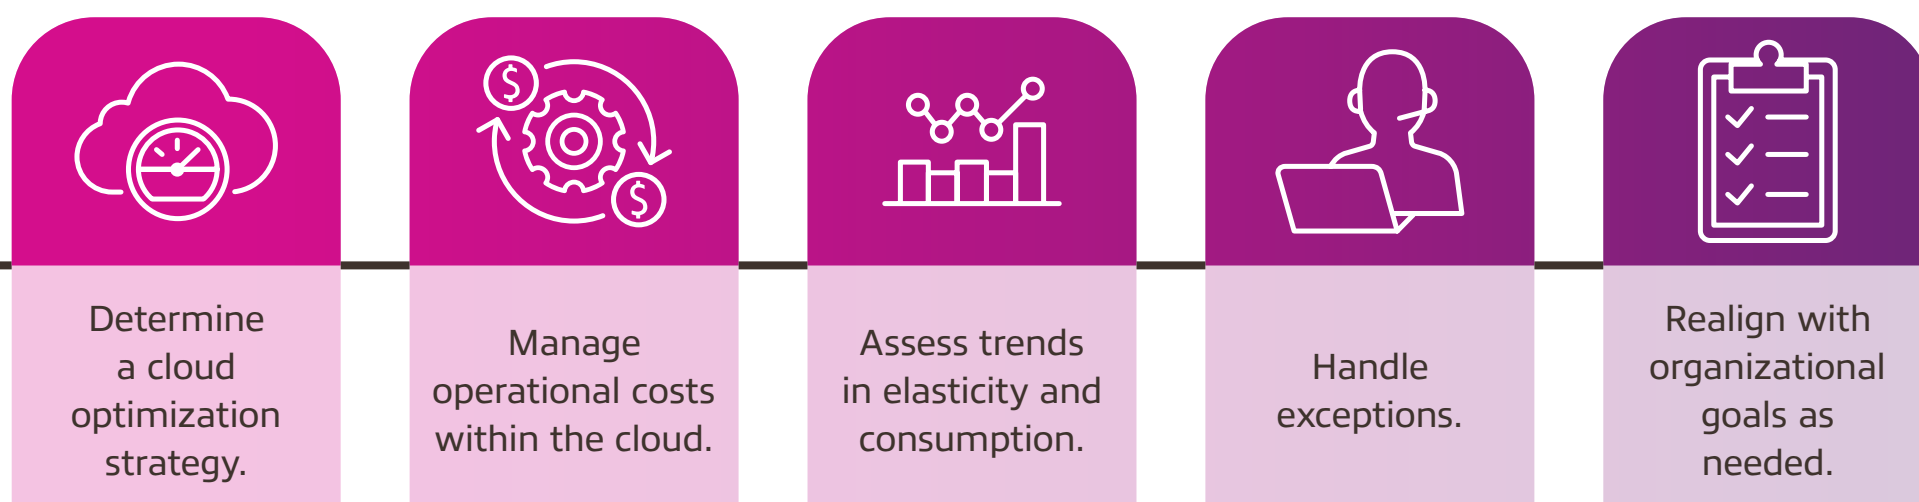 $
$
Determine
a cloud
optimization
strategy.
Manage
operational costs
within the cloud.
Assess trends
in elasticity and
consumption.
Handle
exceptions.
Realign with
organizational
goals as
needed.